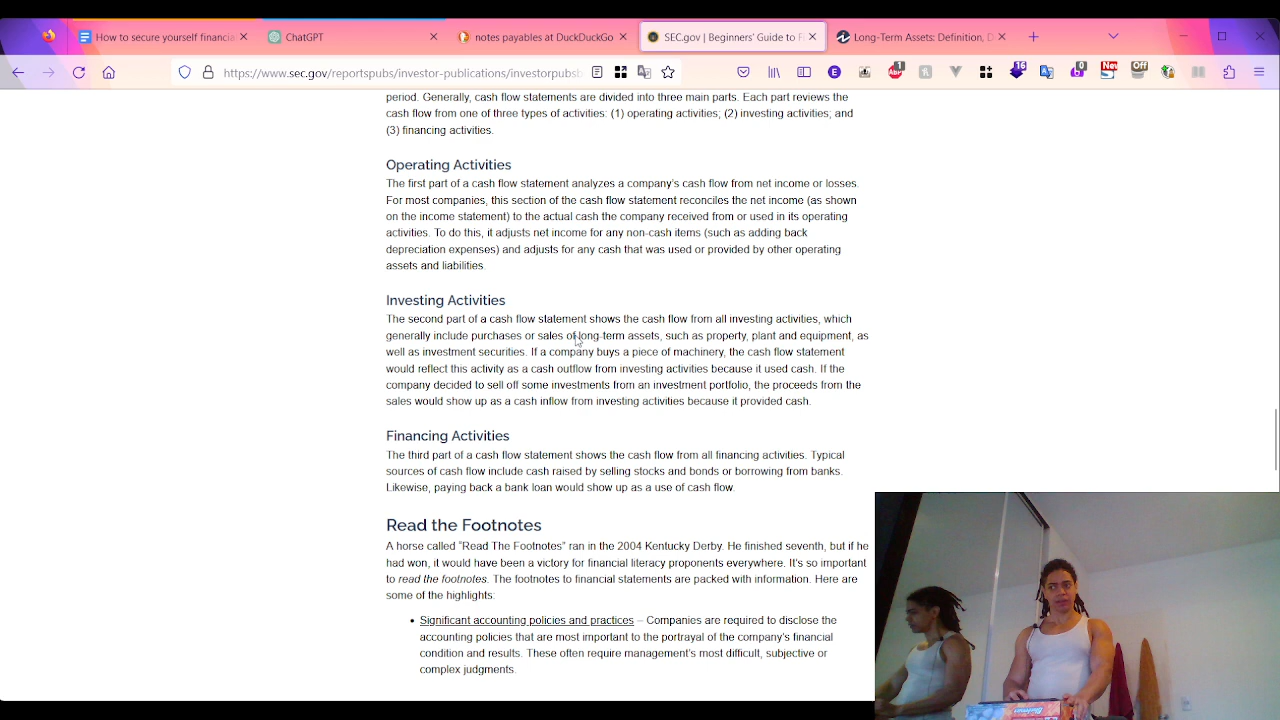 How to secure yourself financia
ChatGPT
notes payables at DuckDuckGo
SEC.gov | Beginners' Guide to Fi
Long-Term Assets: Definition, D
https://www.sec.gov/reportspubs/investor-publications/investorpubsb
E
ABP
1
16
0
New
Off
period. Generally, cash flow statements are divided into three main parts. Each part reviews the
cash flow from one of three types of activities: (1) operating activities; (2) investing activities; and
(3) financing activities.
Operating Activities
The first part of a cash flow statement analyzes a company's cash flow from net income or losses.
For most companies, this section of the cash flow statement reconciles the net income (as shown
on the income statement) to the actual cash the company received from or used in its operating
activities. To do this, it adjusts net income for any non-cash items (such as adding back
depreciation expenses) and adjusts for any cash that was used or provided by other operating
assets and liabilities.
Investing Activities
The second part of a cash flow statement shows the cash flow from all investing activities, which
generally include purchases or sales of long-term assets, such as property, plant and equipment, as
well as investment securities. If a company buys a piece of machinery, the cash flow statement
would reflect this activity as a cash outflow from investing activities because it used cash. If the
company decided to sell off some investments from an investment portfolio, the proceeds from the
sales would show up as a cash inflow from investing activities because it provided cash.
Financing Activities
The third part of a cash flow statement shows the cash flow from all financing activities. Typical
sources of cash flow include cash raised by selling stocks and bonds or borrowing from banks.
Likewise, paying back a bank loan would show up as a use of cash flow.
Read the Footnotes
A horse called "Read The Footnotes" ran in the 2004 Kentucky Derby. He finished seventh, but if he
had won, it would have been a victory for financial literacy proponents everywhere. It's so important
to read the footnotes. The footnotes to financial statements are packed with information. Here are
some of the highlights:
• Significant accounting policies and practices – Companies are required to disclose the
accounting policies that are most important to the portrayal of the company's financial
condition and results. These often require management's most difficult, subjective or
complex judgments.